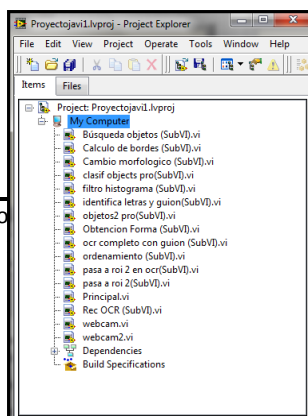 Proyectojavi1.lvproj - Project Explorer
File Edit View Project Operate Tools Window Help
Items Files
Project: Proyectojavi1.lvproj
My Computer
Búsqueda objetos (SubVI).vi
Calculo de bordes (SubVI).vi
Cambio morfologico (SubVI).vi
clasif objects pro(SubVI).vi
filtro histograma (SubVI).vi
identifica letras y guion(SubVI).vi
objetos2 pro(SubVI).vi
Obtencion Forma (SubVI).vi
ocr completo con guion (SubVI).vi
ordenamiento (SubVI).vi
pasa a roi 2 en ocr(SubVI).vi
pasa a roi 2(SubVI).vi
Principal.vi
Rec OCR (SubVI).vi
webcam.vi
webcam2.vi
Dependencies
Build Specifications